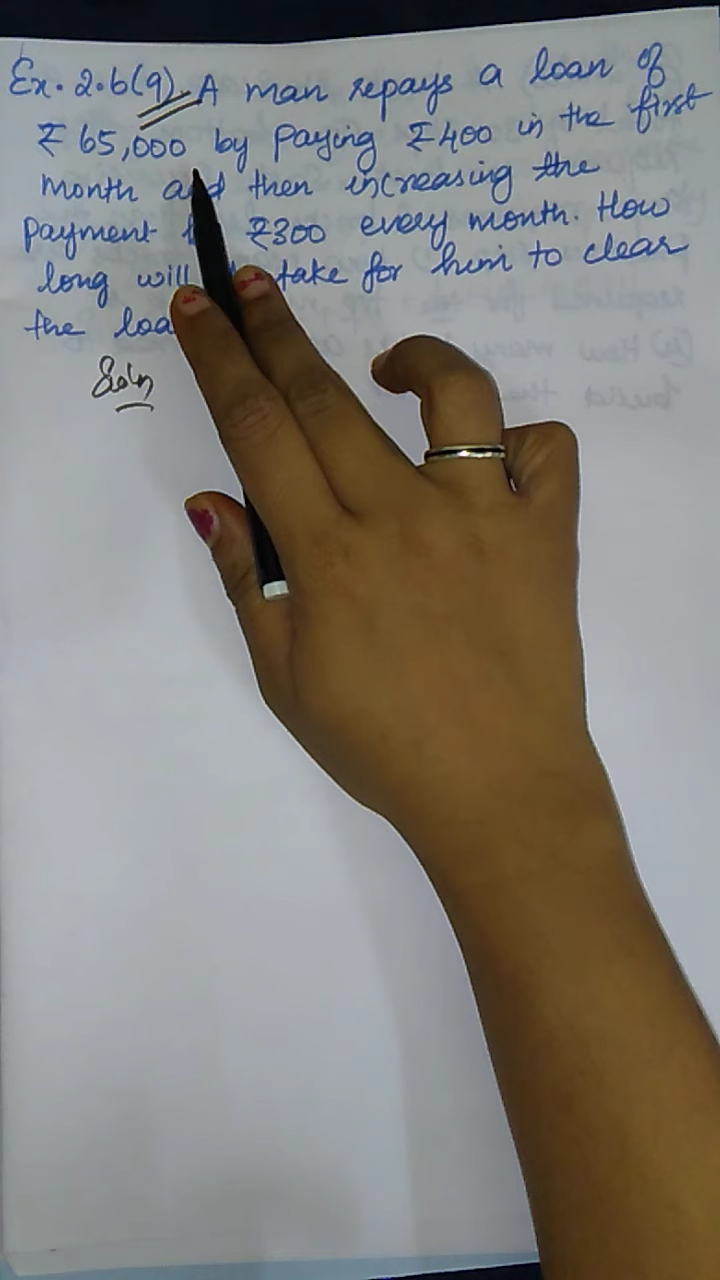 Ex. 2.6(9). A man repays a loan of
₹ 65,000 by paying ₹400 in the first
month and then increasing the
payment ₹300 every month. How
long will take for him to clear
the loa
Soln